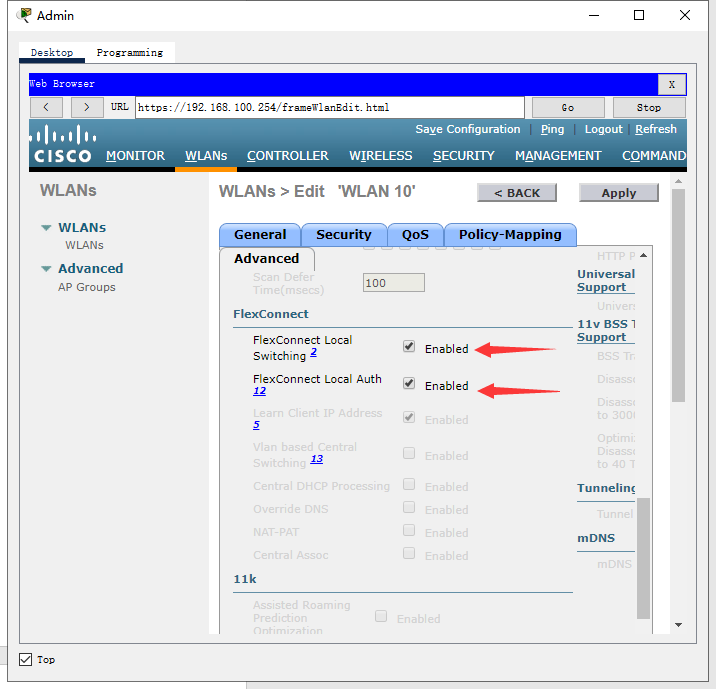 Admin
Desktop Programming
Web Browser X
< > URL https://192.168.100.254/frameWlanEdit.html Go Stop
Save Configuration Ping Logout Refresh
CISCO MONITOR WLANs CONTROLLER WIRELESS SECURITY MANAGEMENT COMMAND
WLANs
WLANs
WLANs
Advanced
AP Groups
WLANs > Edit 'WLAN 10' < BACK Apply
General Security QoS Policy-Mapping
Advanced
Scan Defer
Time(msecs) 100
FlexConnect
FlexConnect Local
Switching 2 Enabled
FlexConnect Local Auth
12 Enabled
Learn Client IP Address
5 Enabled
Vlan based Central
Switching 13 Enabled
Central DHCP Processing Enabled
Override DNS Enabled
NAT-PAT Enabled
Central Assoc Enabled
11k
Assisted Roaming
Prediction
Optimization Enabled
HTTP P
Universal
Support
Univer
11v BSS T
Support
BSS Tr
Disass
Disass
to 300
Optimi
Disass
to 40 T
Tunneling
Tunnel
mDNS
mDNS
Top